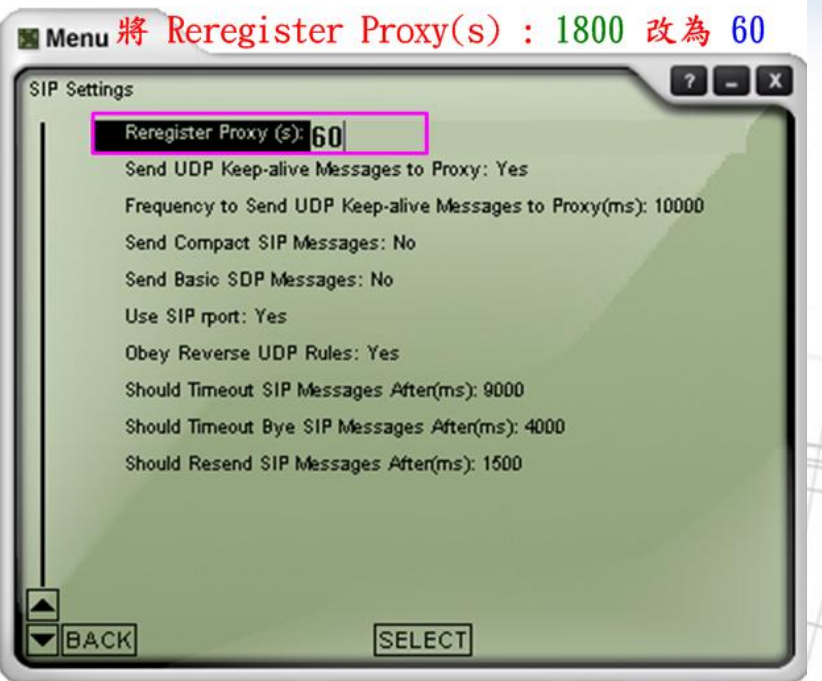 Menu 將 Reregister Proxy(s) : 1800 改為 60
SIP Settings
? - X
Reregister Proxy (s): 60
Send UDP Keep-alive Messages to Proxy: Yes
Frequency to Send UDP Keep-alive Messages to Proxy(ms): 10000
Send Compact SIP Messages: No
Send Basic SDP Messages: No
Use SIP rport: Yes
Obey Reverse UDP Rules: Yes
Should Timeout SIP Messages After(ms): 9000
Should Timeout Bye SIP Messages After(ms): 4000
Should Resend SIP Messages After(ms): 1500
BACK SELECT